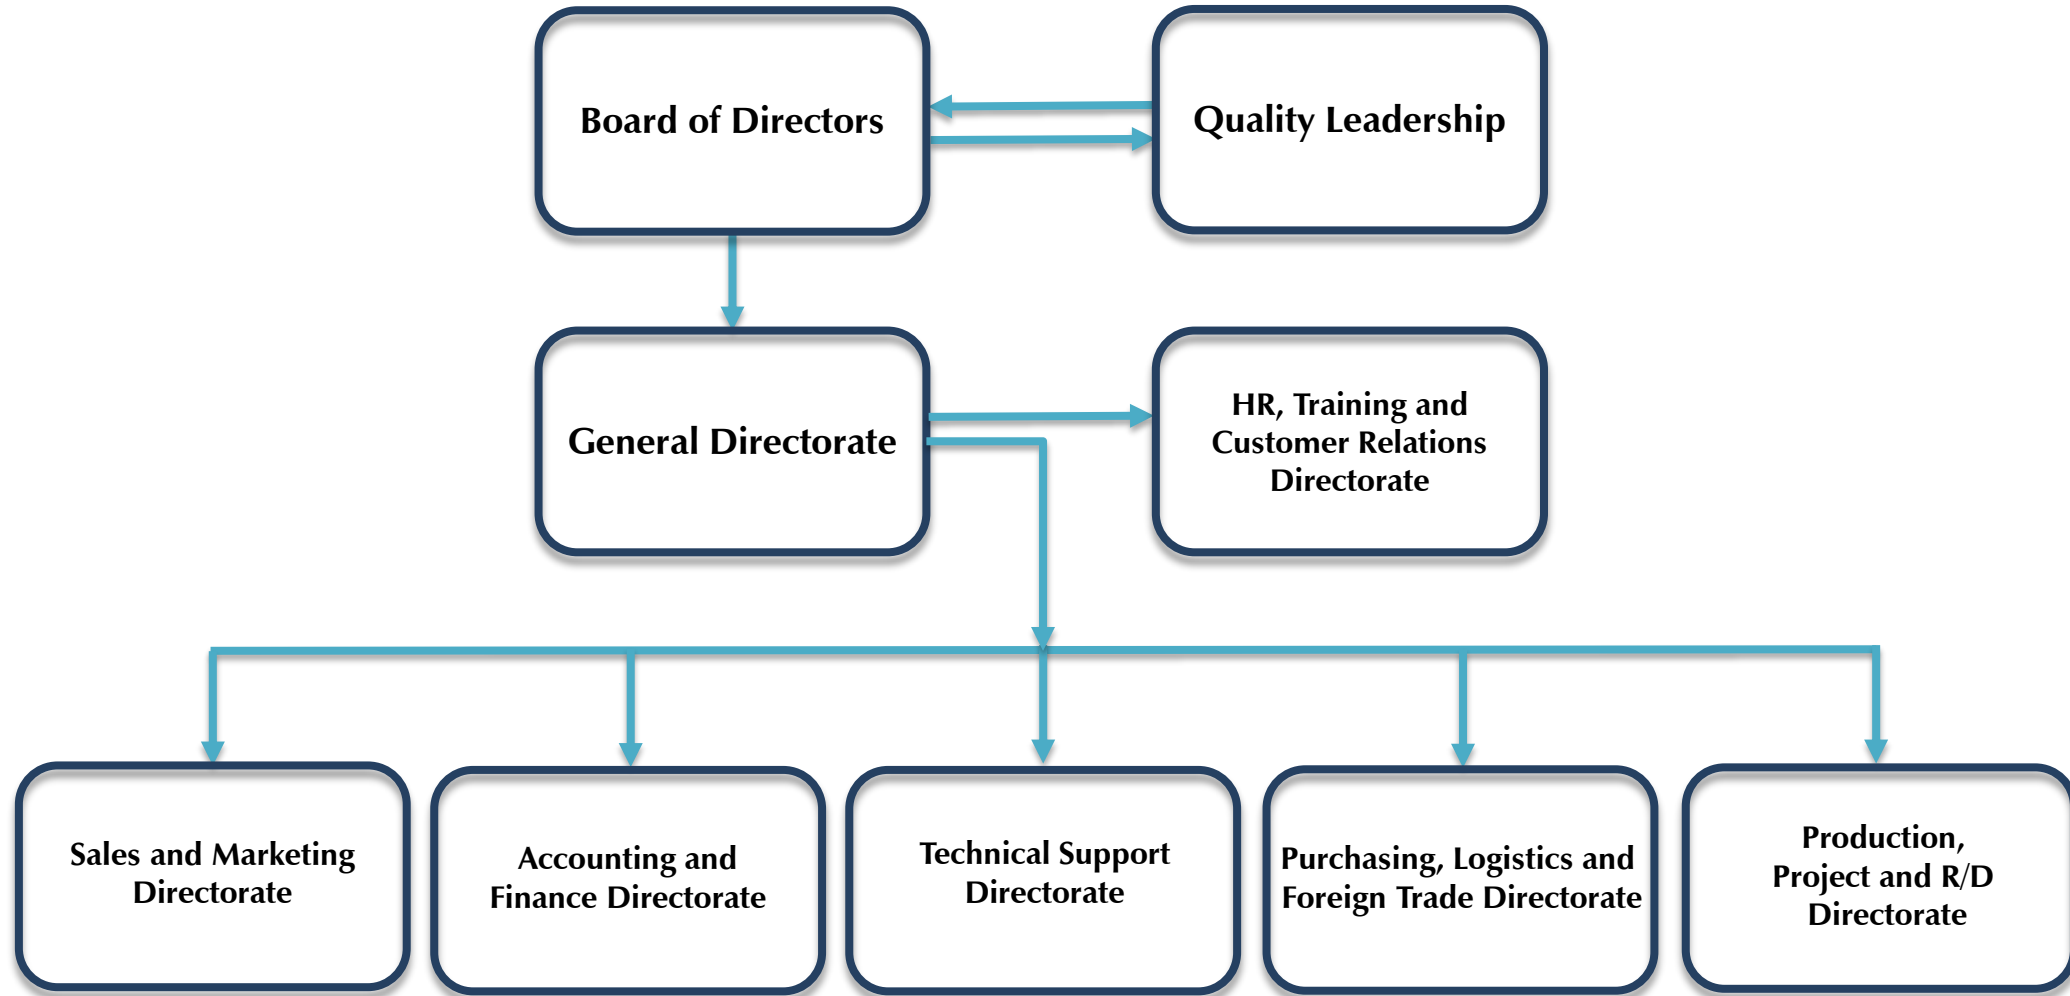 Board of Directors
Quality Leadership
General Directorate
HR, Training and
Customer Relations
Directorate
Sales and Marketing
Directorate
Accounting and
Finance Directorate
Technical Support
Directorate
Purchasing, Logistics and
Foreign Trade Directorate
Production,
Project and R/D
Directorate